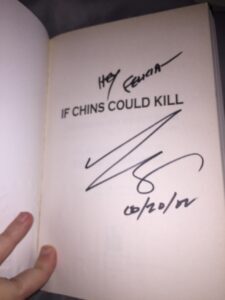 HEY FELICIA
IF CHINS COULD KILL
10/20/02